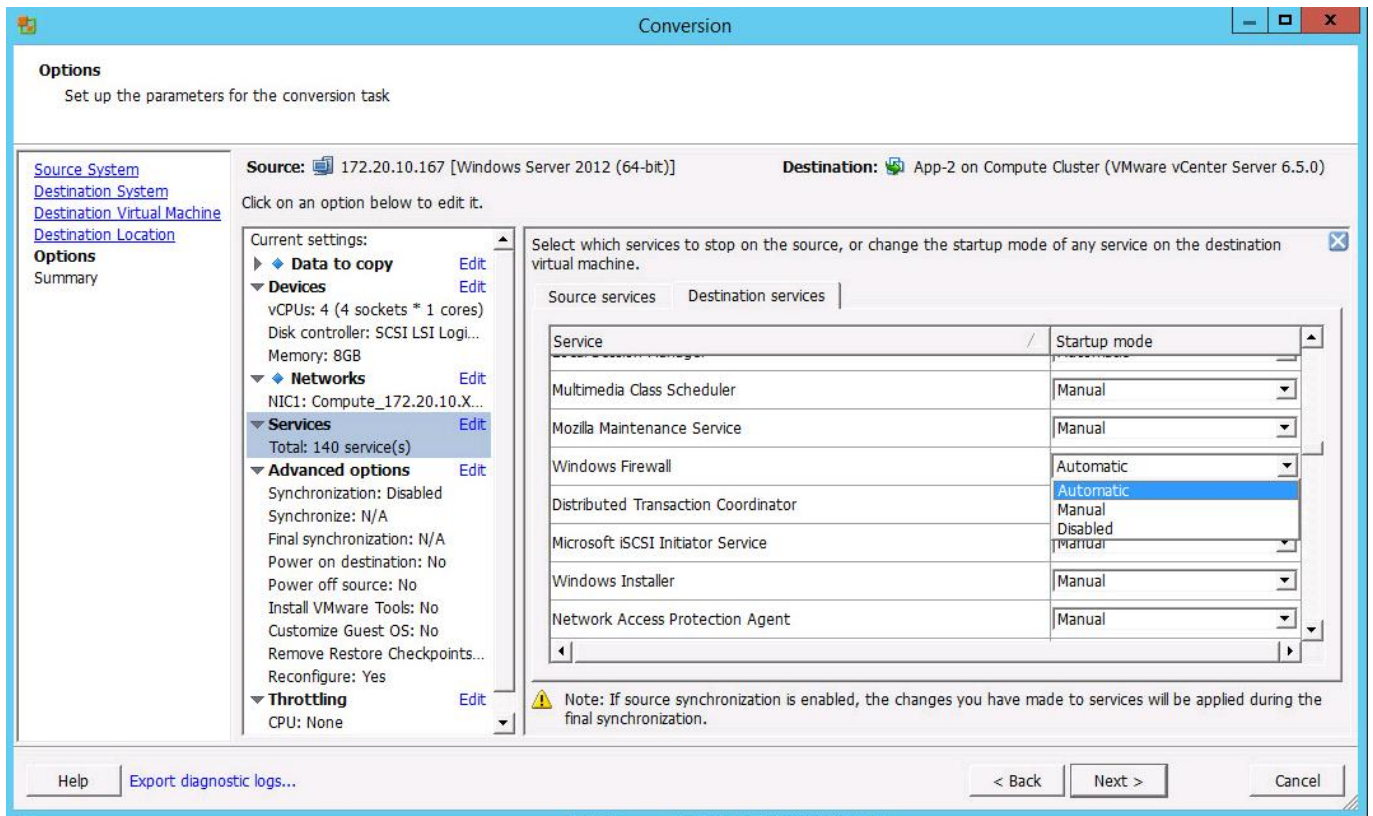 Conversion
Options
Set up the parameters for the conversion task
Source System
Destination System
Destination Virtual Machine
Destination Location
Options
Summary
Source: 172.20.10.167 [Windows Server 2012 (64-bit)]
Destination: App-2 on Compute Cluster (VMware vCenter Server 6.5.0)
Click on an option below to edit it.
Current settings:
Data to copy Edit
Devices Edit
vCPUs: 4 (4 sockets * 1 cores)
Disk controller: SCSI LSI Logi...
Memory: 8GB
Networks Edit
NIC1: Compute_172.20.10.X...
Services Edit
Total: 140 service(s)
Advanced options Edit
Synchronization: Disabled
Synchronize: N/A
Final synchronization: N/A
Power on destination: No
Power off source: No
Install VMware Tools: No
Customize Guest OS: No
Remove Restore Checkpoints...
Reconfigure: Yes
Throttling Edit
CPU: None
Select which services to stop on the source, or change the startup mode of any service on the destination
virtual machine.
Source services Destination services
Service Startup mode
Multimedia Class Scheduler Manual
Mozilla Maintenance Service Manual
Windows Firewall Automatic
Automatic
Manual
Disabled
Distributed Transaction Coordinator
Microsoft iSCSI Initiator Service Manual
Windows Installer Manual
Network Access Protection Agent Manual
Note: If source synchronization is enabled, the changes you have made to services will be applied during the
final synchronization.
Help Export diagnostic logs... < Back Next > Cancel